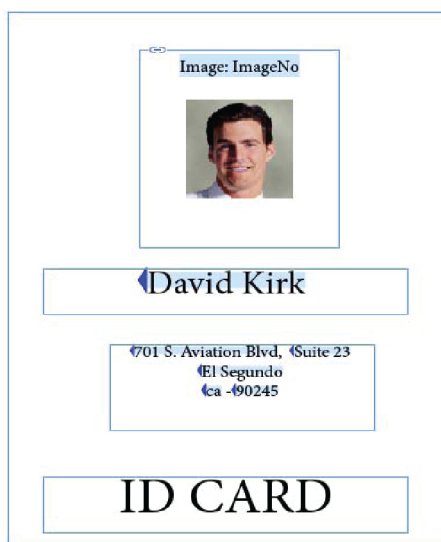 Image: ImageNo
David Kirk
701 S. Aviation Blvd, Suite 23
El Segundo
ca -90245
ID CARD